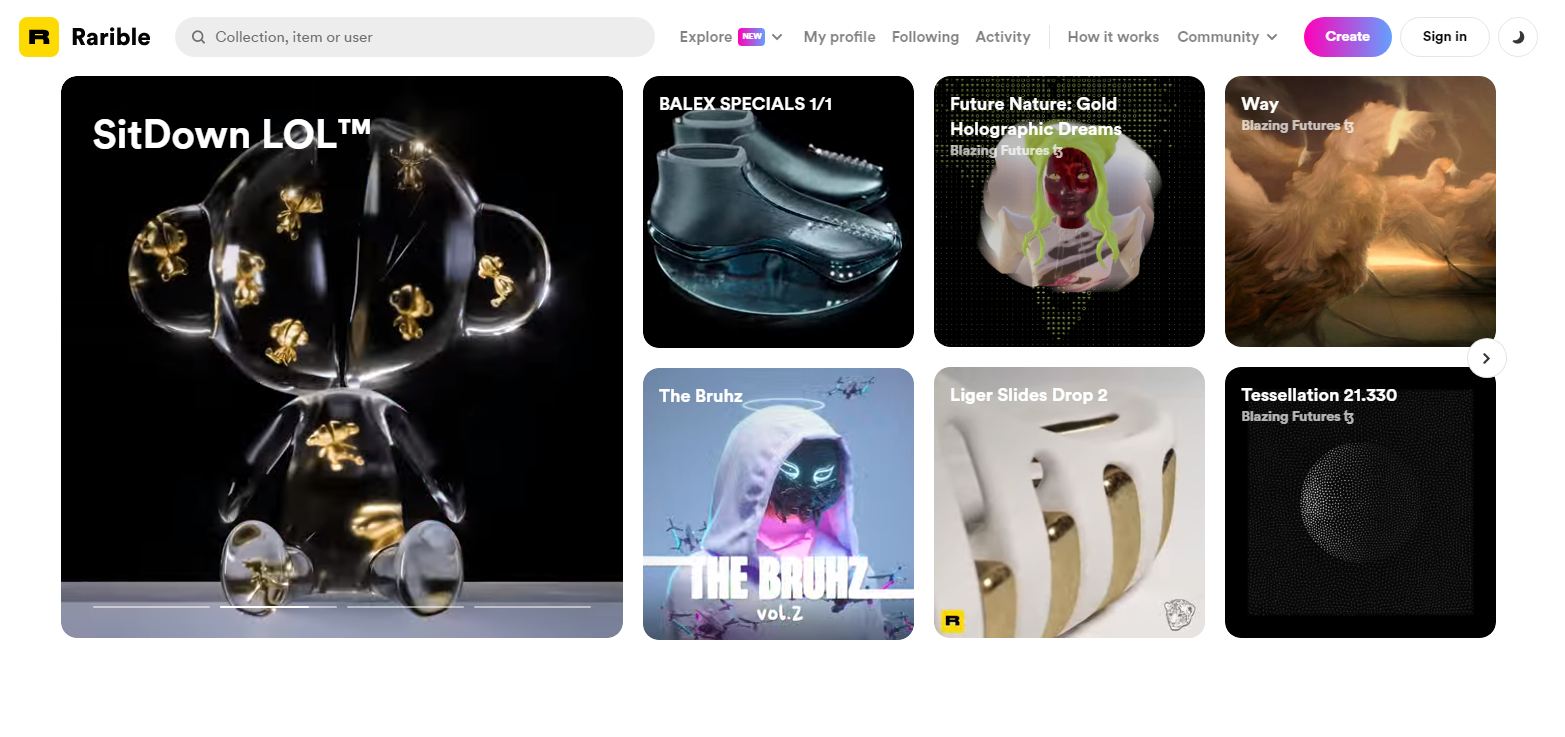 Rarible
Collection, item or user
Explore NEW
My profile
Following
Activity
How it works
Community
Create
Sign in
SitDown LOL™
BALEX SPECIALS 1/1
Future Nature: Gold
Holographic Dreams
Blazing Futures ꜩ
Way
Blazing Futures ꜩ
The Bruhz
THE BRUHZ
vol.2
Liger Slides Drop 2
Tessellation 21.330
Blazing Futures ꜩ